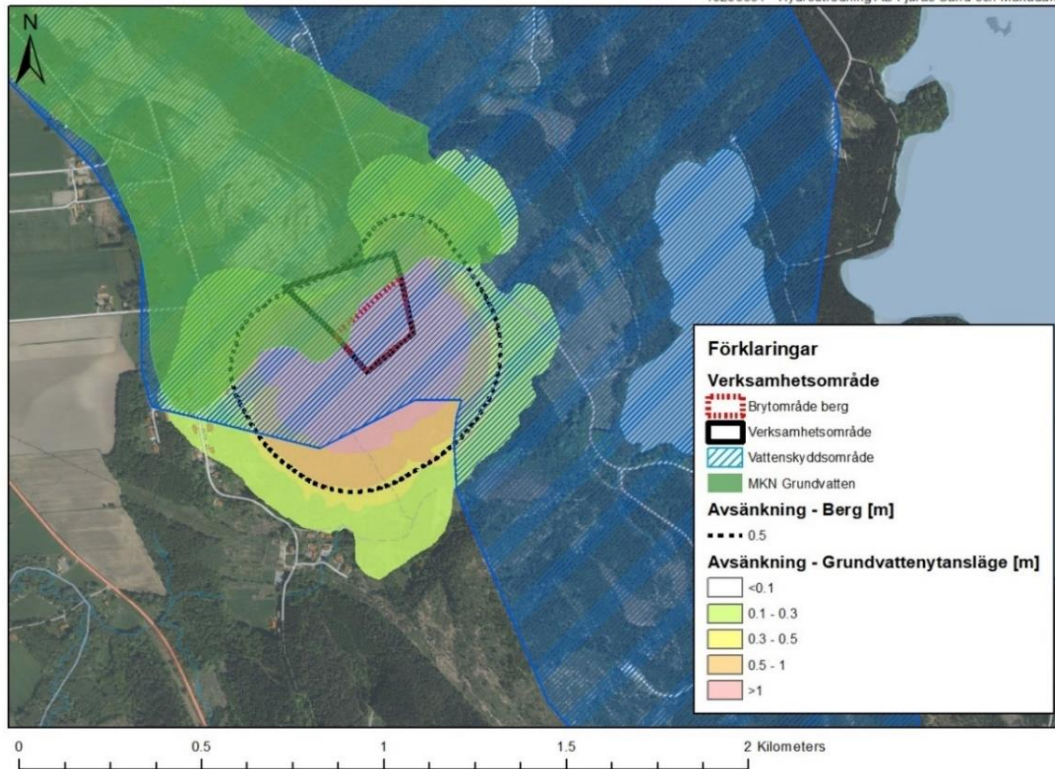 N
Förklaringar
Verksamhetsområde
Brytområde berg
Verksamhetsområde
Vattenskyddsområde
MKN Grundvatten
Avsänkning - Berg [m]
0.5
Avsänkning - Grundvattenytansläge [m]
<0.1
0.1 - 0.3
0.3 - 0.5
0.5 - 1
>1
0
0.5
1
1.5
2 Kilometers